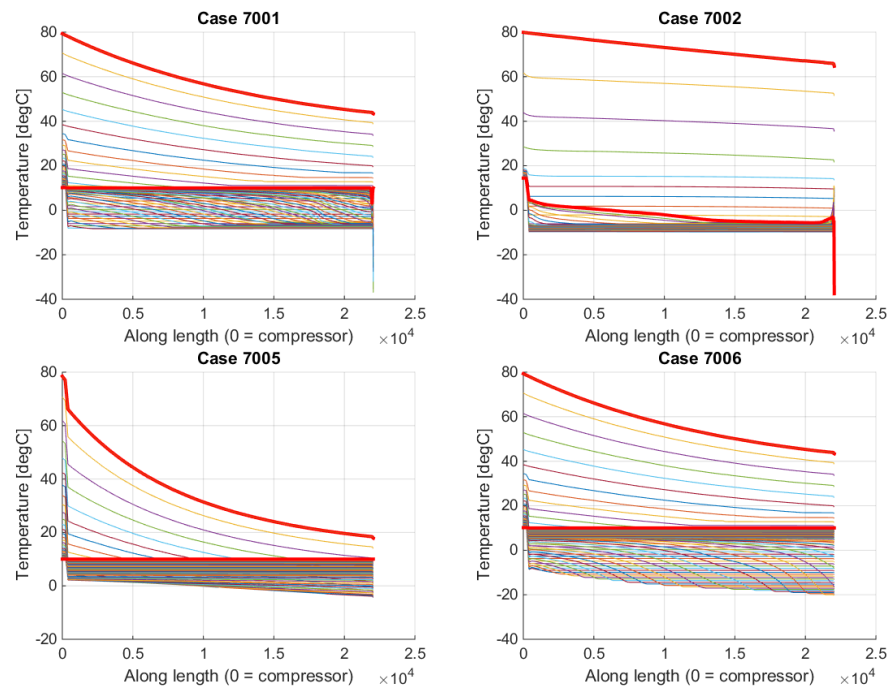 Case 7001
80
60
40
20
0
-20
-40
Temperature [degC]
0 0.5 1 1.5 2 2.5
Along length (0 = compressor)
×10^4
Case 7002
80
60
40
20
0
-20
-40
Temperature [degC]
0 0.5 1 1.5 2 2.5
Along length (0 = compressor)
×10^4
Case 7005
80
60
40
20
0
-20
Temperature [degC]
0 0.5 1 1.5 2 2.5
Along length (0 = compressor)
×10^4
Case 7006
80
60
40
20
0
-20
-40
Temperature [degC]
0 0.5 1 1.5 2 2.5
Along length (0 = compressor)
×10^4